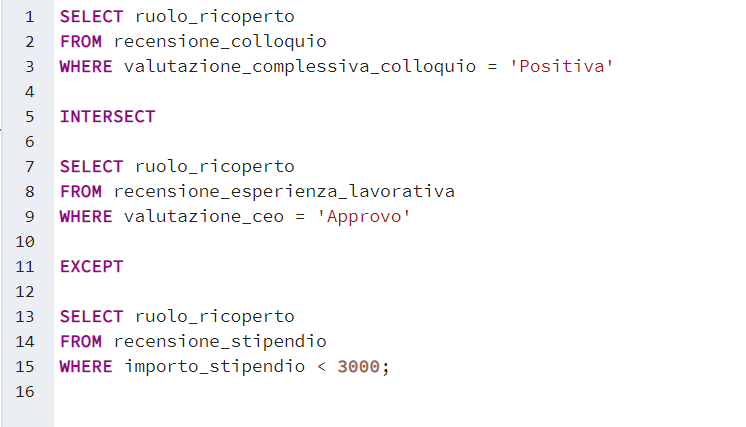 1 SELECT ruolo_ricoperto
2 FROM recensione_colloquio
3 WHERE valutazione_complessiva_colloquio = 'Positiva'
4
5 INTERSECT
6
7 SELECT ruolo_ricoperto
8 FROM recensione_esperienza_lavorativa
9 WHERE valutazione_ceo = 'Approvo'
10
11 EXCEPT
12
13 SELECT ruolo_ricoperto
14 FROM recensione_stipendio
15 WHERE importo_stipendio < 3000;
16